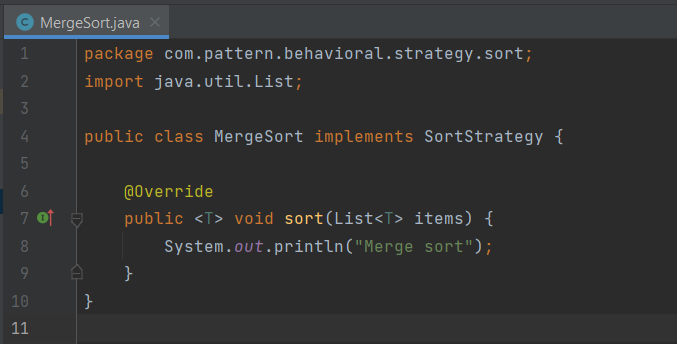 MergeSort.java
1 package com.pattern.behavioral.strategy.sort;
2 import java.util.List;
3
4 public class MergeSort implements SortStrategy {
5
6 @Override
7 public <T> void sort(List<T> items) {
8 System.out.println("Merge sort");
9 }
10 }
11